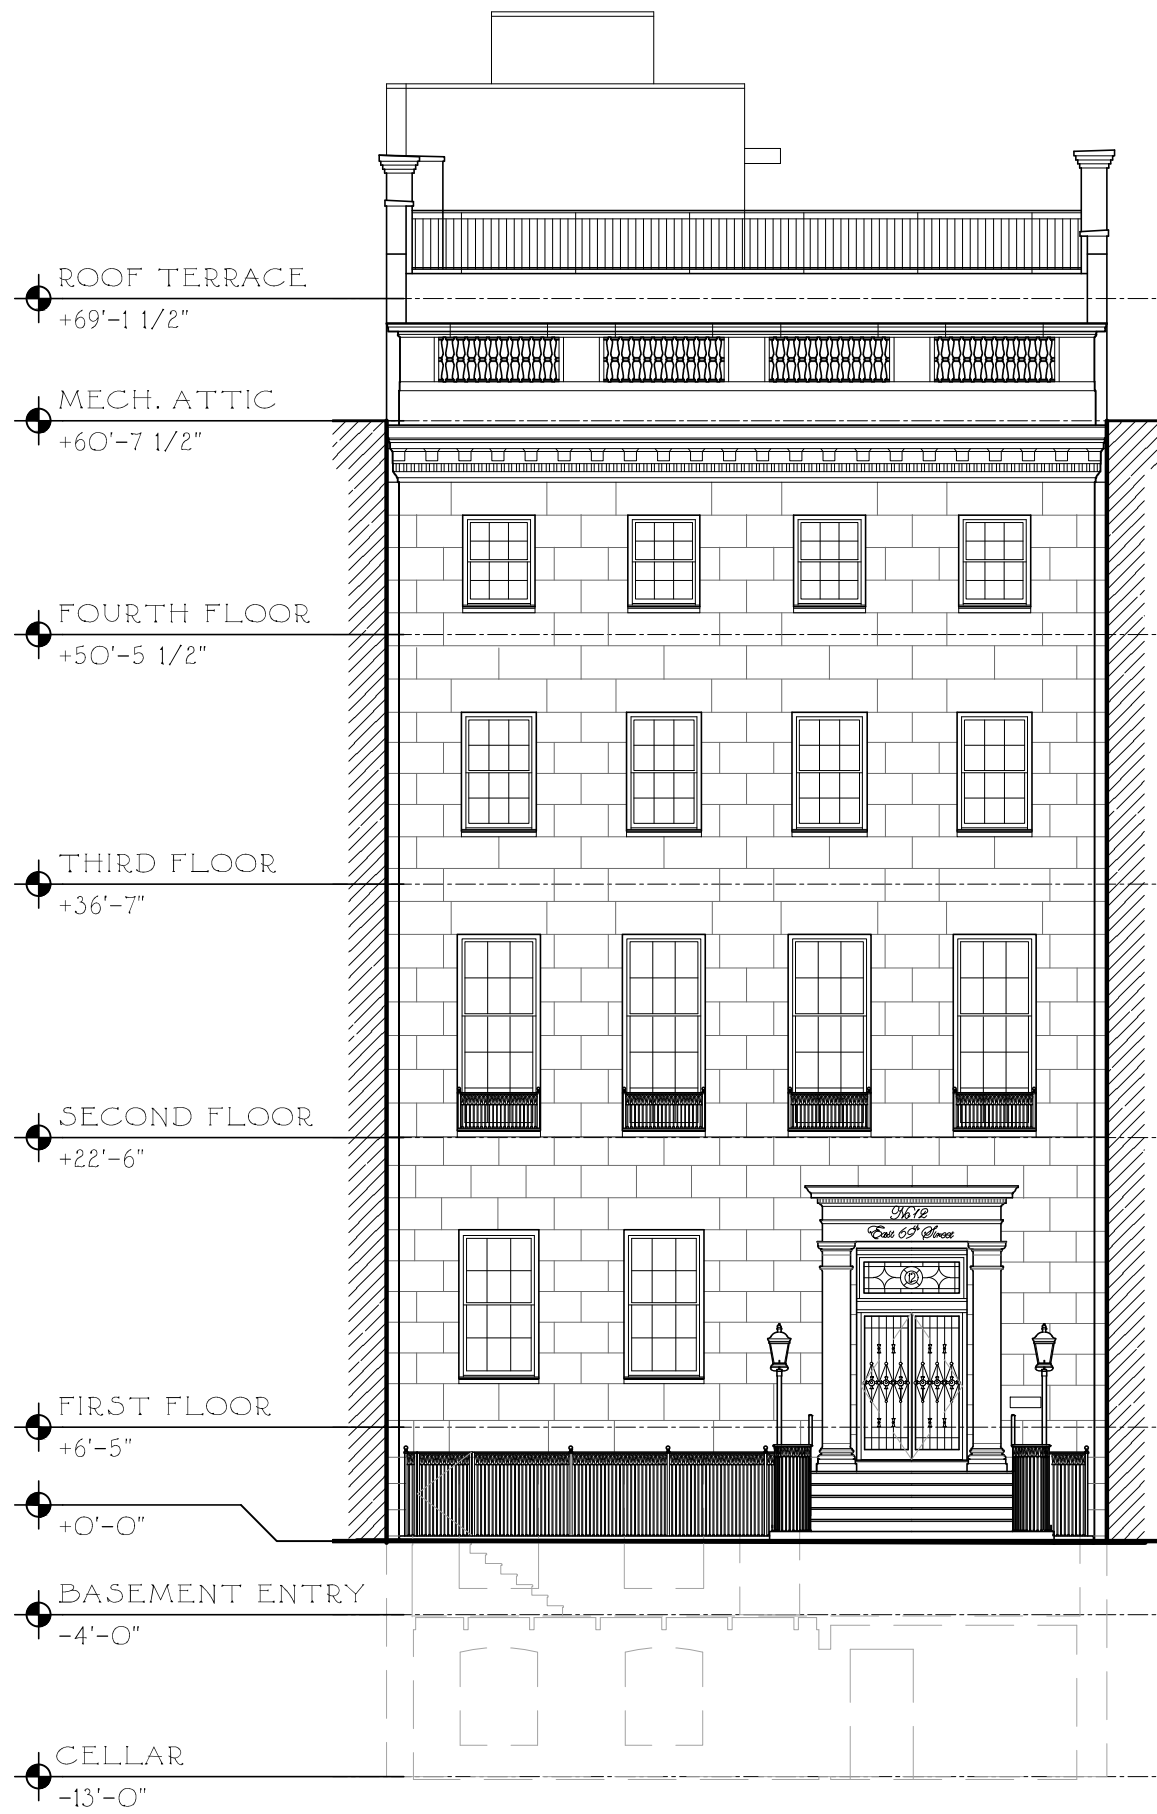 ROOF TERRACE
+69'-1 1/2"
MECH. ATTIC
+60'-7 1/2"
FOURTH FLOOR
+50'-5 1/2"
THIRD FLOOR
+36'-7"
SECOND FLOOR
+22'-6"
No 12
East 69th Street
12
FIRST FLOOR
+6'-5"
+0'-0"
BASEMENT ENTRY
-4'-0"
CELLAR
-13'-0"